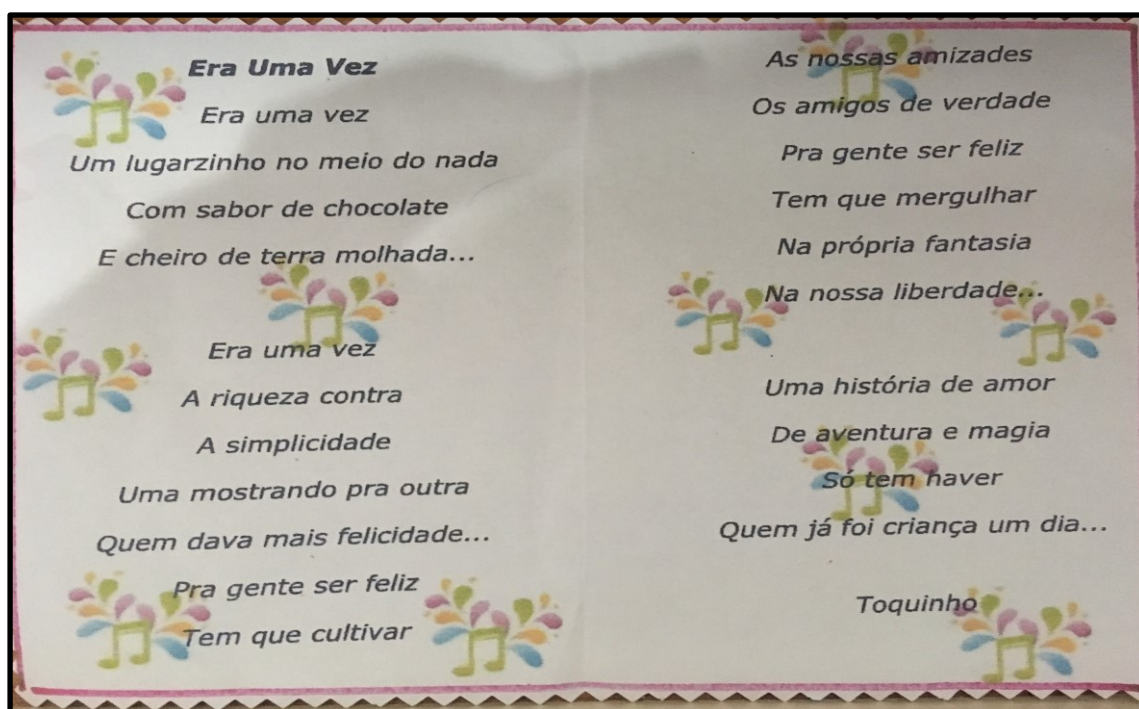 Era Uma Vez
Era uma vez
Um lugarzinho no meio do nada
Com sabor de chocolate
E cheiro de terra molhada...
Era uma vez
A riqueza contra
A simplicidade
Uma mostrando pra outra
Quem dava mais felicidade...
Pra gente ser feliz
Tem que cultivar
As nossas amizades
Os amigos de verdade
Pra gente ser feliz
Tem que mergulhar
Na própria fantasia
Na nossa liberdade...
Uma história de amor
De aventura e magia
Só tem haver
Quem já foi criança um dia...
Toquinho